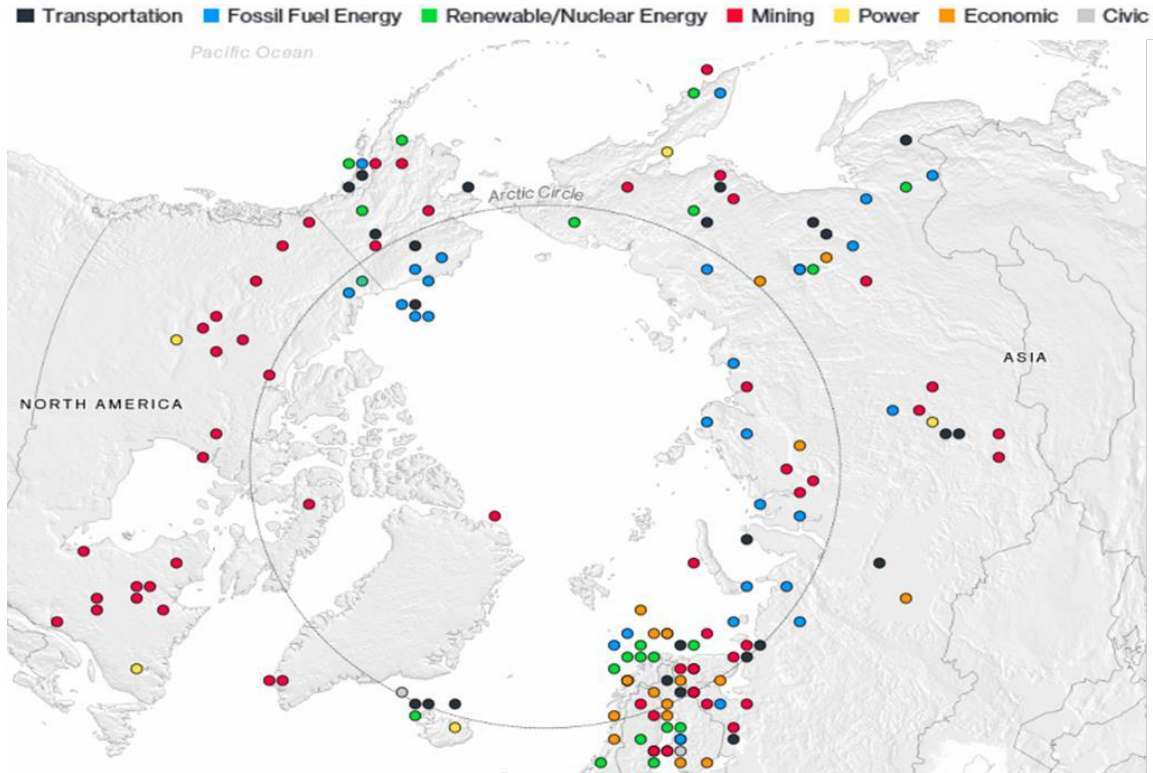 Transportation Fossil Fuel Energy Renewable/Nuclear Energy Mining Power Economic Civic
Pacific Ocean
Arctic Circle
ASIA
NORTH AMERICA